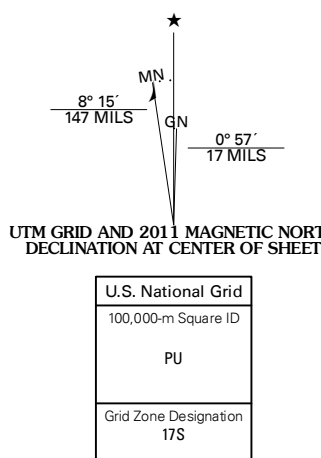 ★
MN
8° 15´
147 MILS
GN
0° 57´
17 MILS
UTM GRID AND 2011 MAGNETIC NORT
DECLINATION AT CENTER OF SHEET
U.S. National Grid
100,000-m Square ID
PU
Grid Zone Designation
17S